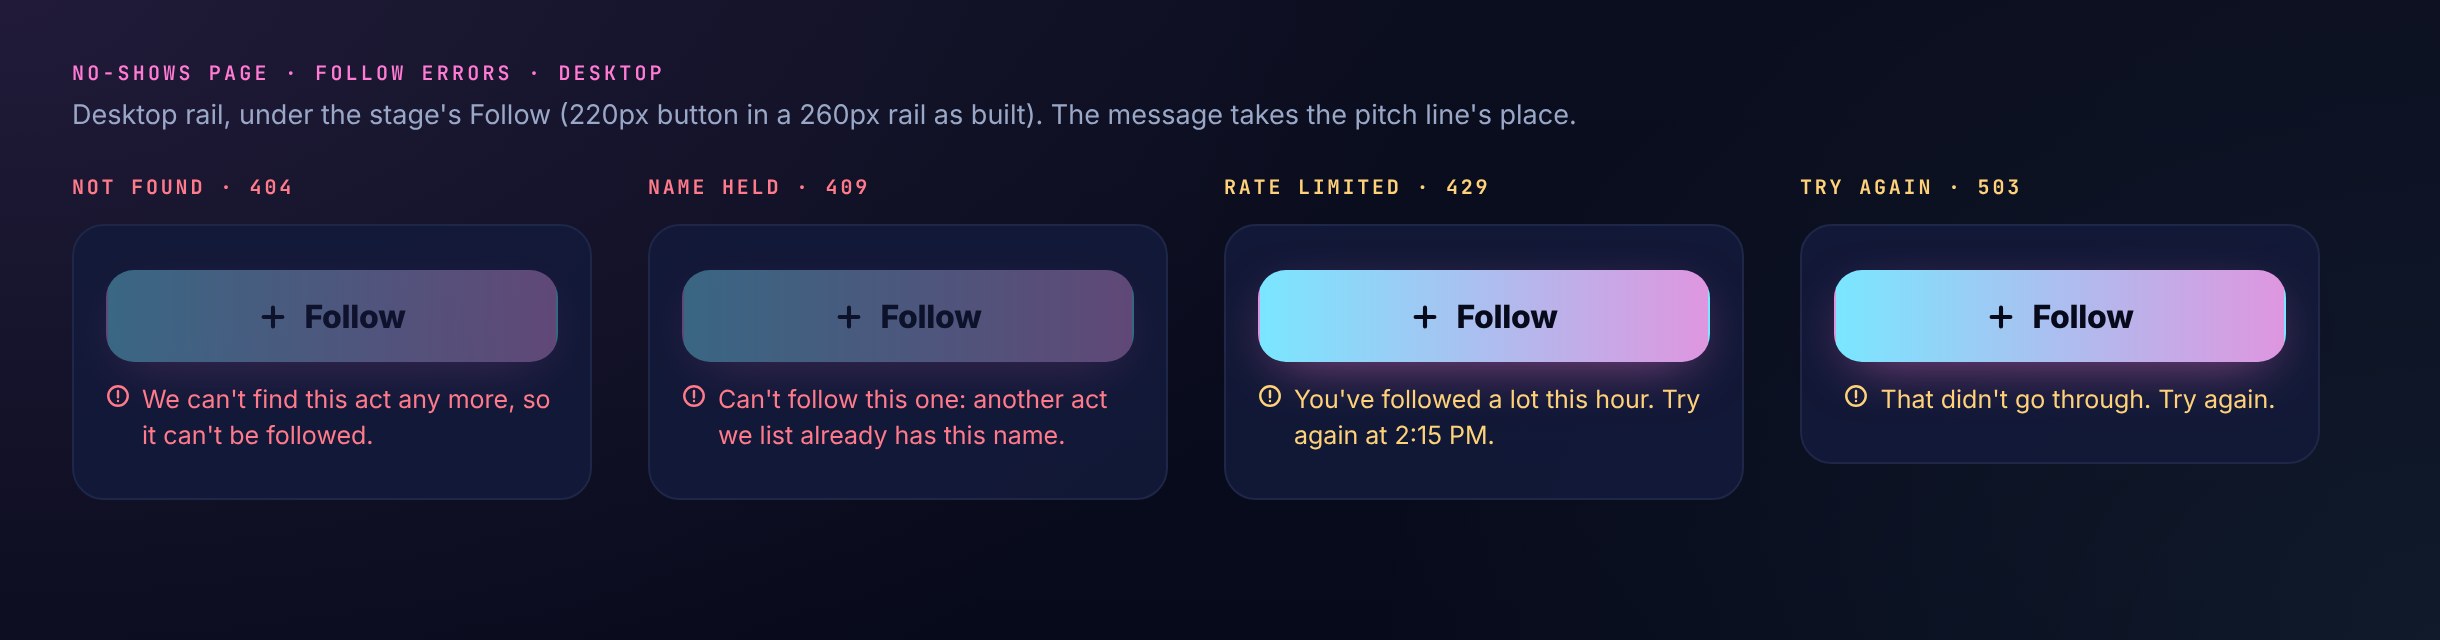 NO-SHOWS PAGE · FOLLOW ERRORS · DESKTOP
Desktop rail, under the stage's Follow (220px button in a 260px rail as built). The message takes the pitch line's place.
NOT FOUND · 404
+ Follow
We can't find this act any more, so
it can't be followed.
NAME HELD · 409
+ Follow
Can't follow this one: another act
we list already has this name.
RATE LIMITED · 429
+ Follow
You've followed a lot this hour. Try
again at 2:15 PM.
TRY AGAIN · 503
+ Follow
That didn't go through. Try again.